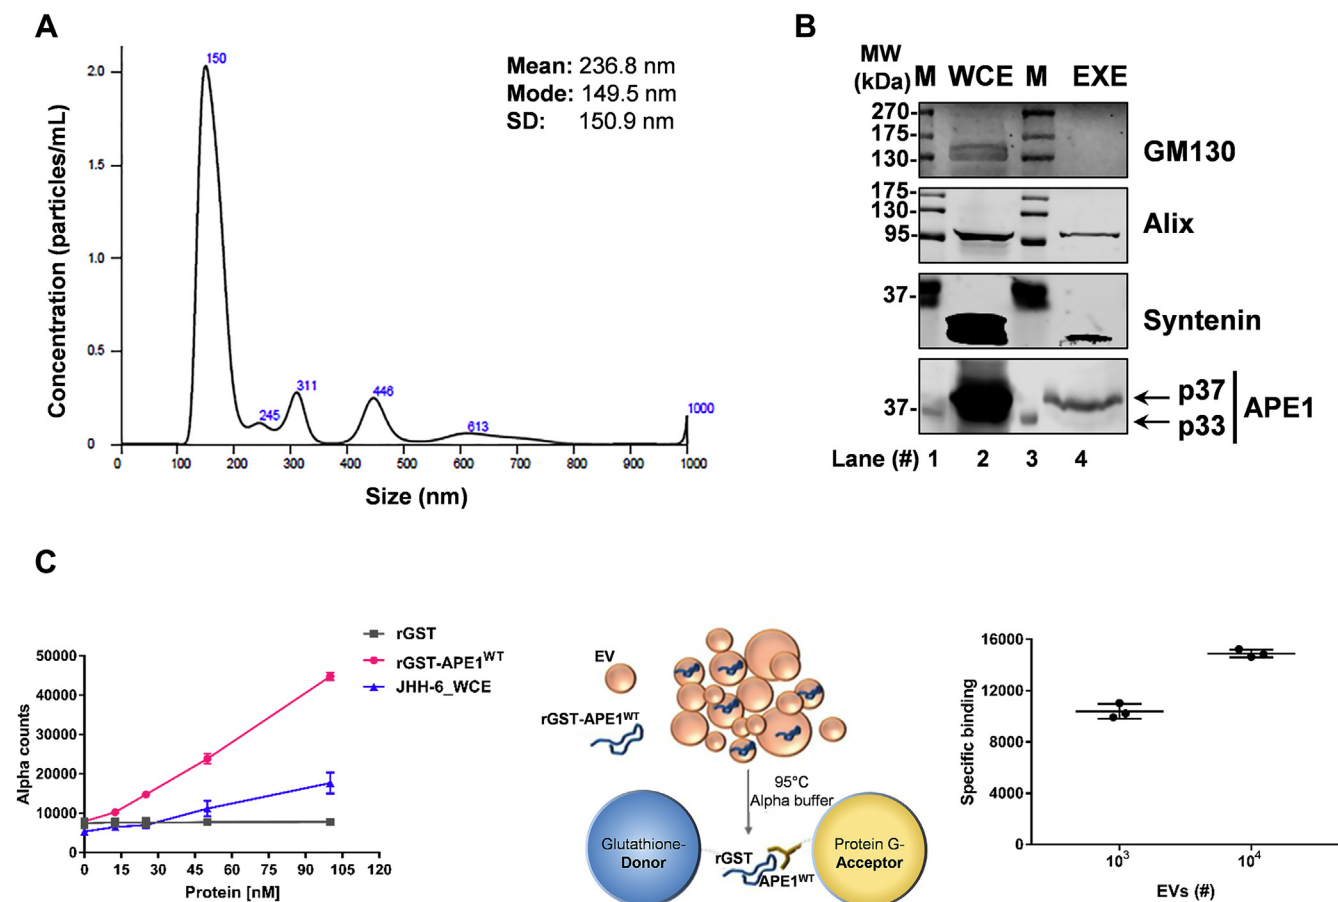 A
Mean: 236.8 nm
Mode: 149.5 nm
SD: 150.9 nm
Concentration (particles/mL)
2.0
1.5
1.0
0.5
0
150
245
311
446
613
1000
0 100 200 300 400 500 600 700 800 900 1000
Size (nm)
B
MW (kDa) M WCE M EXE
270-
175-
130-
GM130
175-
130-
95-
Alix
37-
Syntenin
37-
p37
p33
APE1
Lane (#) 1 2 3 4
C
rGST
rGST-APE1WT
JHH-6_WCE
Alpha counts
50000
40000
30000
20000
10000
0
0 15 30 45 60 75 90 105 120
Protein [nM]
EV
rGST-APE1WT
95°C
Alpha buffer
Glutathione-
Donor
rGST
APE1WT
Protein G-
Acceptor
Specific binding
16000
12000
8000
4000
0
10³ 10⁴
EVs (#)